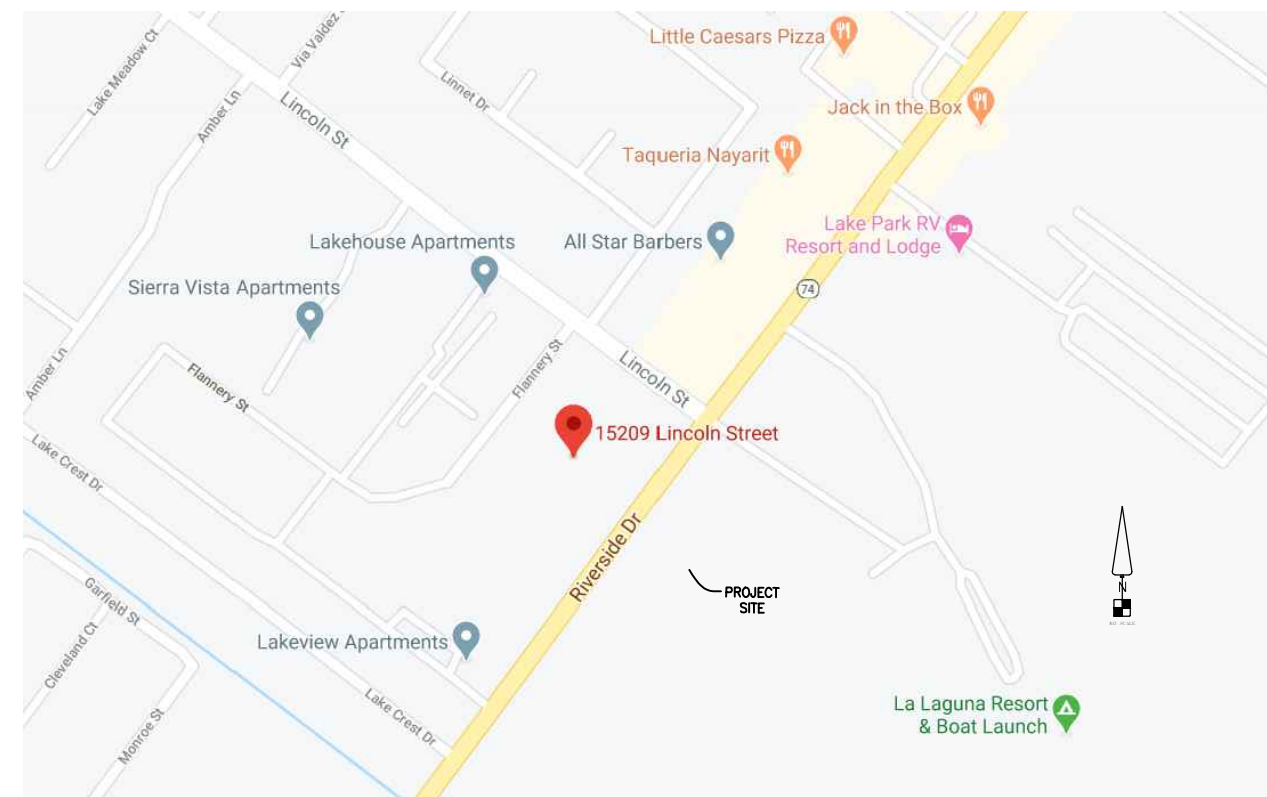 Little Caesars Pizza
Via Valdez
Lake Meadow Ct
Linnet Dr
Amber Ln
Lincoln St
Jack in the Box
Taqueria Nayarit
Lake Park RV
Resort and Lodge
Lakehouse Apartments
All Star Barbers
Sierra Vista Apartments
74
Amber Ln
Flannery St
Flannery St
Lincoln St
15209 Lincoln Street
Lake Crest Dr
Riverside Dr
N
NO SCALE
PROJECT
SITE
Garfield St
Cleveland Ct
Lakeview Apartments
Lake Crest Dr
Monroe St
La Laguna Resort
& Boat Launch